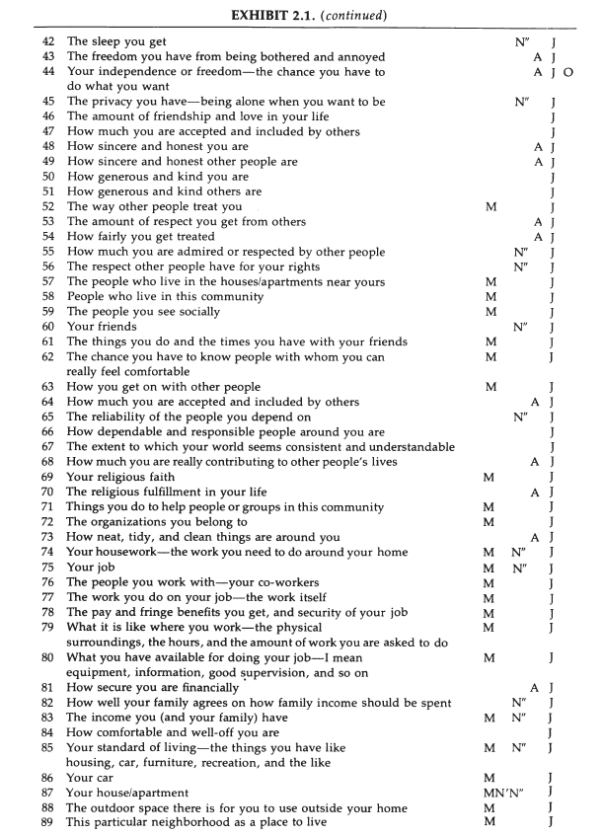 EXHIBIT 2.1. (continued)
42 The sleep you get N" J
43 The freedom you have from being bothered and annoyed A J
44 Your independence or freedom—the chance you have to A J O
do what you want
45 The privacy you have—being alone when you want to be N" J
46 The amount of friendship and love in your life J
47 How much you are accepted and included by others J
48 How sincere and honest you are A J
49 How sincere and honest other people are A J
50 How generous and kind you are J
51 How generous and kind others are J
52 The way other people treat you M J
53 The amount of respect you get from others A J
54 How fairly you get treated A J
55 How much you are admired or respected by other people N" J
56 The respect other people have for your rights N" J
57 The people who live in the houses/apartments near yours M J
58 People who live in this community M J
59 The people you see socially M J
60 Your friends N" J
61 The things you do and the times you have with your friends M J
62 The chance you have to know people with whom you can M J
really feel comfortable
63 How you get on with other people M J
64 How much you are accepted and included by others A J
65 The reliability of the people you depend on N" J
66 How dependable and responsible people around you are J
67 The extent to which your world seems consistent and understandable J
68 How much you are really contributing to other people's lives A J
69 Your religious faith M J
70 The religious fulfillment in your life A J
71 Things you do to help people or groups in this community M J
72 The organizations you belong to M J
73 How neat, tidy, and clean things are around you A J
74 Your housework—the work you need to do around your home M N" J
75 Your job M N" J
76 The people you work with—your co-workers M J
77 The work you do on your job—the work itself M J
78 The pay and fringe benefits you get, and security of your job M J
79 What it is like where you work—the physical M J
surroundings, the hours, and the amount of work you are asked to do
80 What you have available for doing your job—I mean M J
equipment, information, good supervision, and so on
81 How secure you are financially A J
82 How well your family agrees on how family income should be spent N" J
83 The income you (and your family) have M N" J
84 How comfortable and well-off you are J
85 Your standard of living—the things you have like M N" J
housing, car, furniture, recreation, and the like
86 Your car M J
87 Your house/apartment MN'N" J
88 The outdoor space there is for you to use outside your home M J
89 This particular neighborhood as a place to live M J